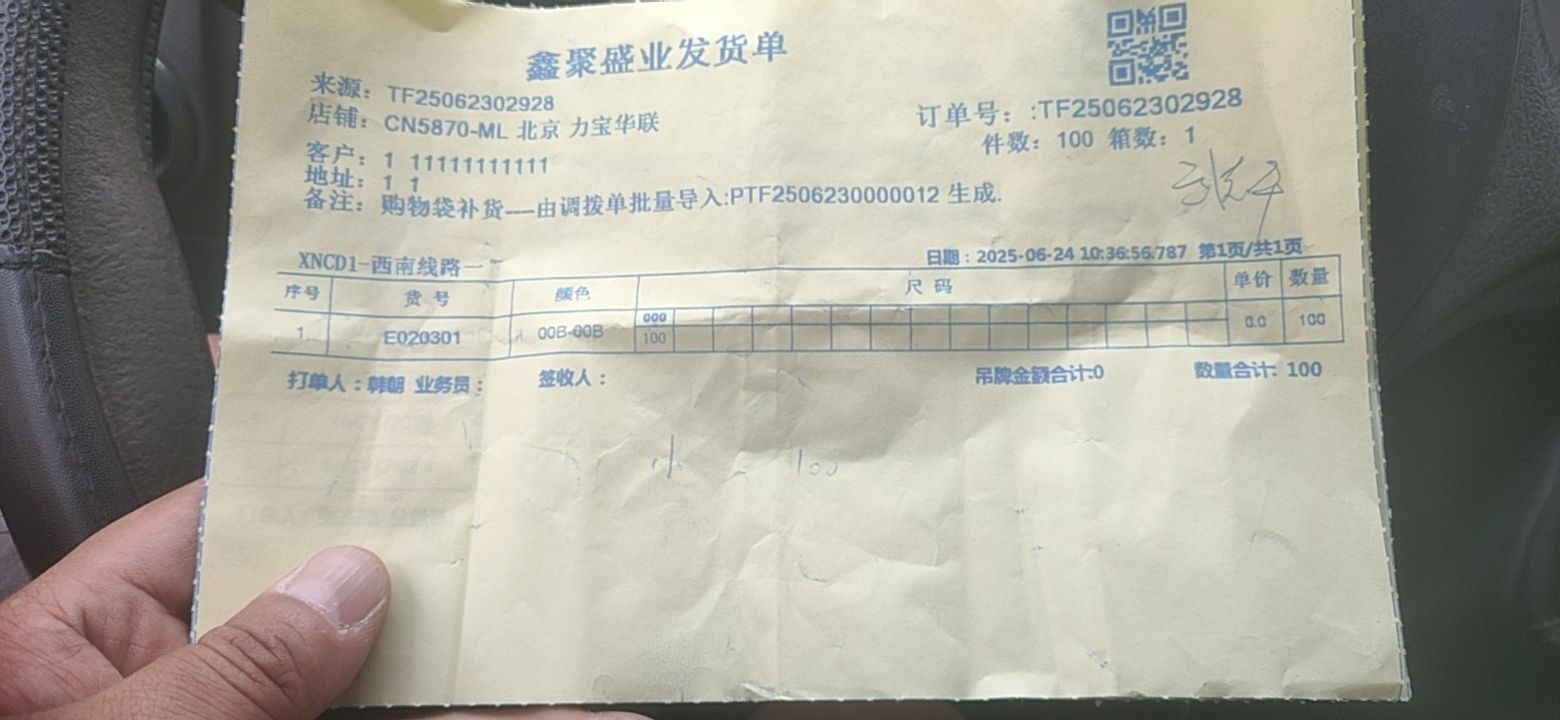 鑫聚盛业发货单
来源：TF25062302928
店铺：CN5870-ML 北京 力宝华联
订单号：:TF25062302928
件数：100 箱数：1
客户：1 11111111111
地址：1 1
备注：购物袋补货----由调拨单批量导入:PTF2506230000012 生成.
XNCD1-西南线路一
日期：2025-06-24 10:36:56.787 第1页/共1页
序号 货号 颜色 尺码 单价 数量
000
1 E020301 00B-00B 100 0.0 100
打单人：韩朝 业务员： 签收人： 吊牌金额合计:0 数量合计: 100
100